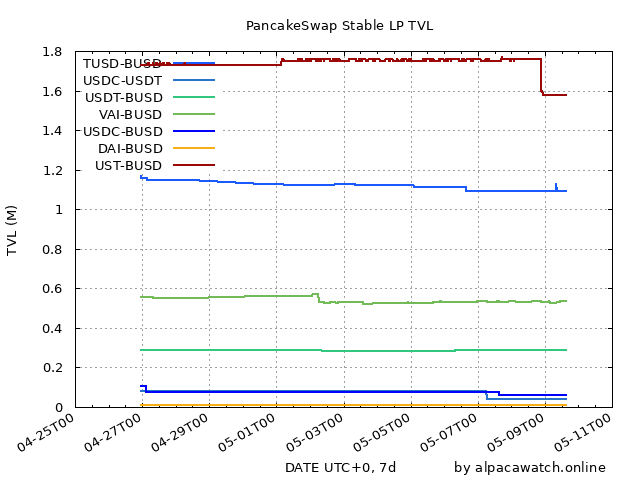 PancakeSwap Stable LP TVL
1.8
1.6
1.4
1.2
1
0.8
0.6
0.4
0.2
0
TVL (M)
TUSD-BUSD
USDC-USDT
USDT-BUSD
VAI-BUSD
USDC-BUSD
DAI-BUSD
UST-BUSD
04-25T00
04-27T00
04-29T00
05-01T00
05-03T00
05-05T00
05-07T00
05-09T00
05-11T00
DATE UTC+0, 7d
by alpacawatch.online